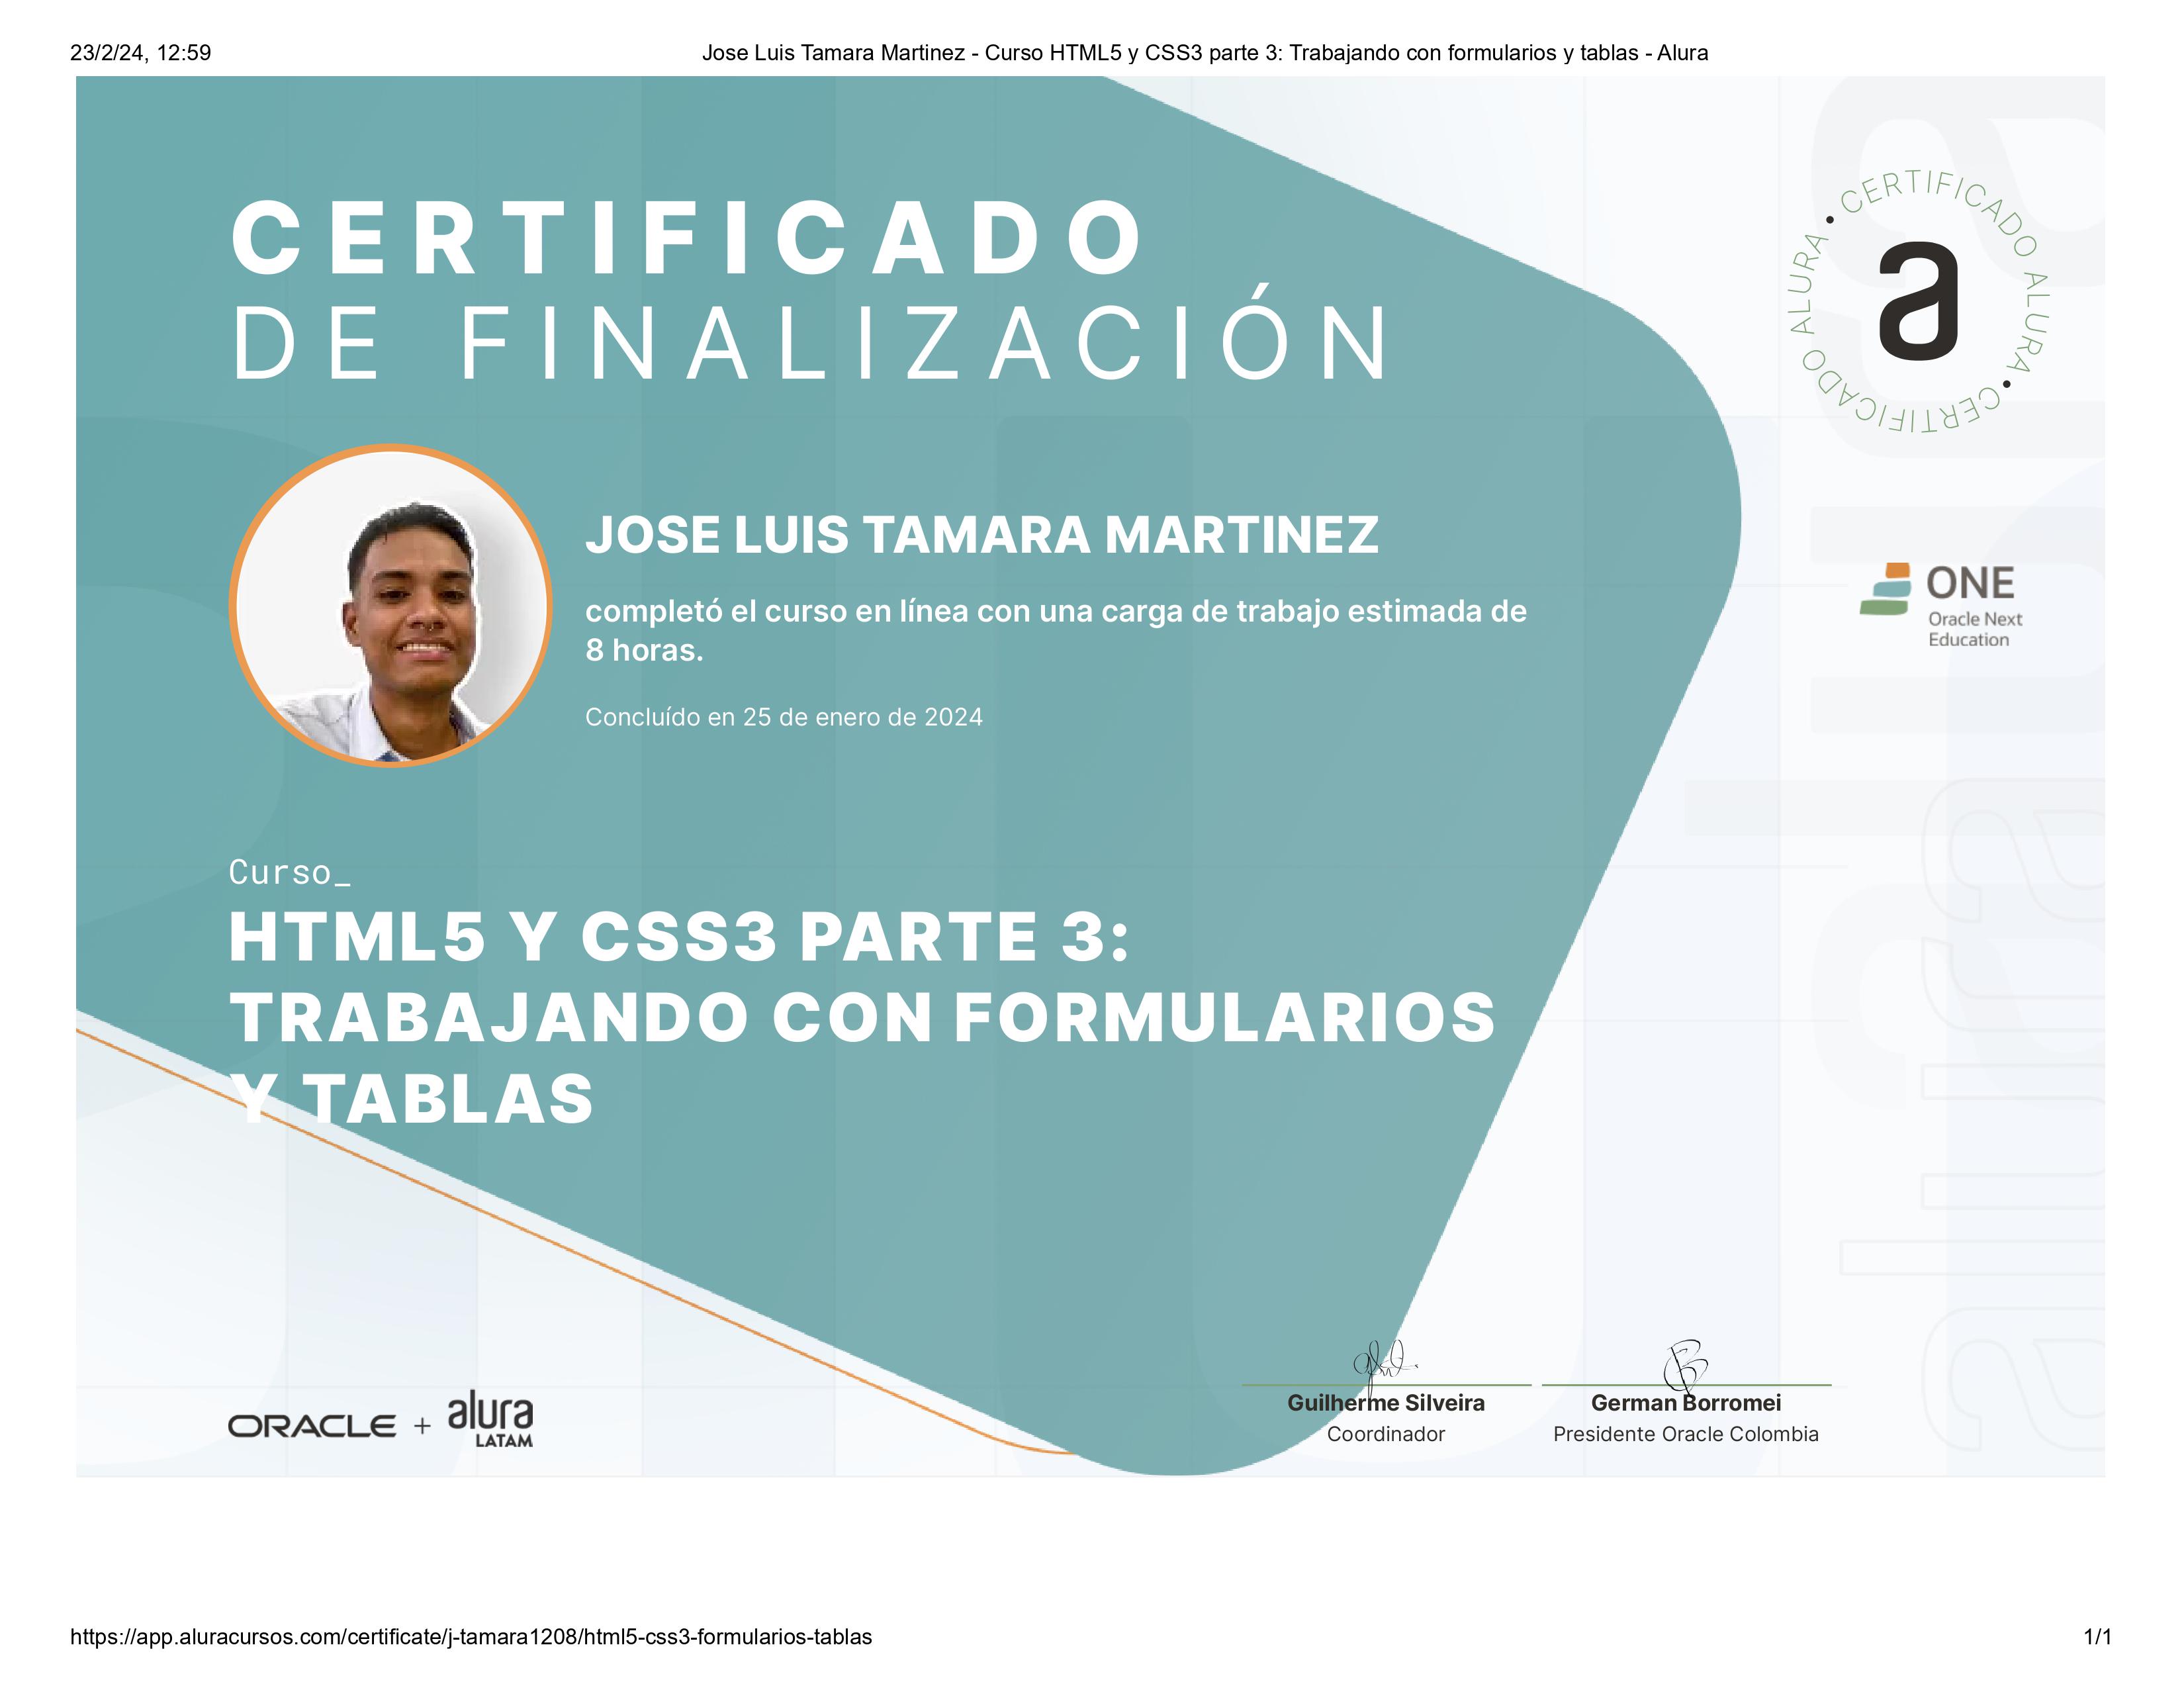 23/2/24, 12:59
Jose Luis Tamara Martinez - Curso HTML5 y CSS3 parte 3: Trabajando con formularios y tablas - Alura
CERTIFICADO
DE FINALIZACIÓN
• CERTIFICADO ALURA • CERTIFICADO ALURA
a
JOSE LUIS TAMARA MARTINEZ
completó el curso en línea con una carga de trabajo estimada de
8 horas.
Concluído en 25 de enero de 2024
ONE
Oracle Next
Education
Curso_
HTML5 Y CSS3 PARTE 3:
TRABAJANDO CON FORMULARIOS
Y TABLAS
ORACLE + alura
LATAM
Guilherme Silveira
Coordinador
German Borromei
Presidente Oracle Colombia
alura
https://app.aluracursos.com/certificate/j-tamara1208/html5-css3-formularios-tablas
1/1